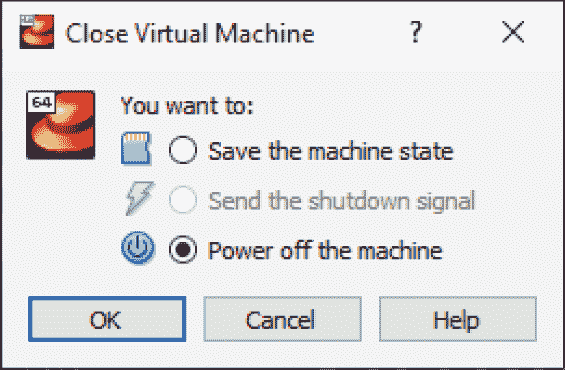 Close Virtual Machine ?
64
You want to:
Save the machine state
Send the shutdown signal
Power off the machine
OK Cancel Help